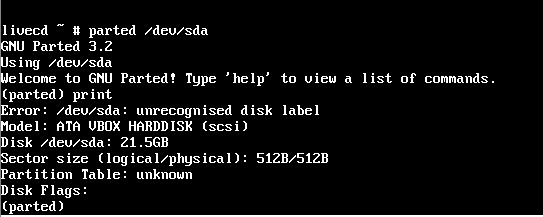 livecd ~ # parted /dev/sda
GNU Parted 3.2
Using /dev/sda
Welcome to GNU Parted! Type 'help' to view a list of commands.
(parted) print
Error: /dev/sda: unrecognised disk label
Model: ATA VBOX HARDDISK (scsi)
Disk /dev/sda: 21.5GB
Sector size (logical/physical): 512B/512B
Partition Table: unknown
Disk Flags:
(parted)